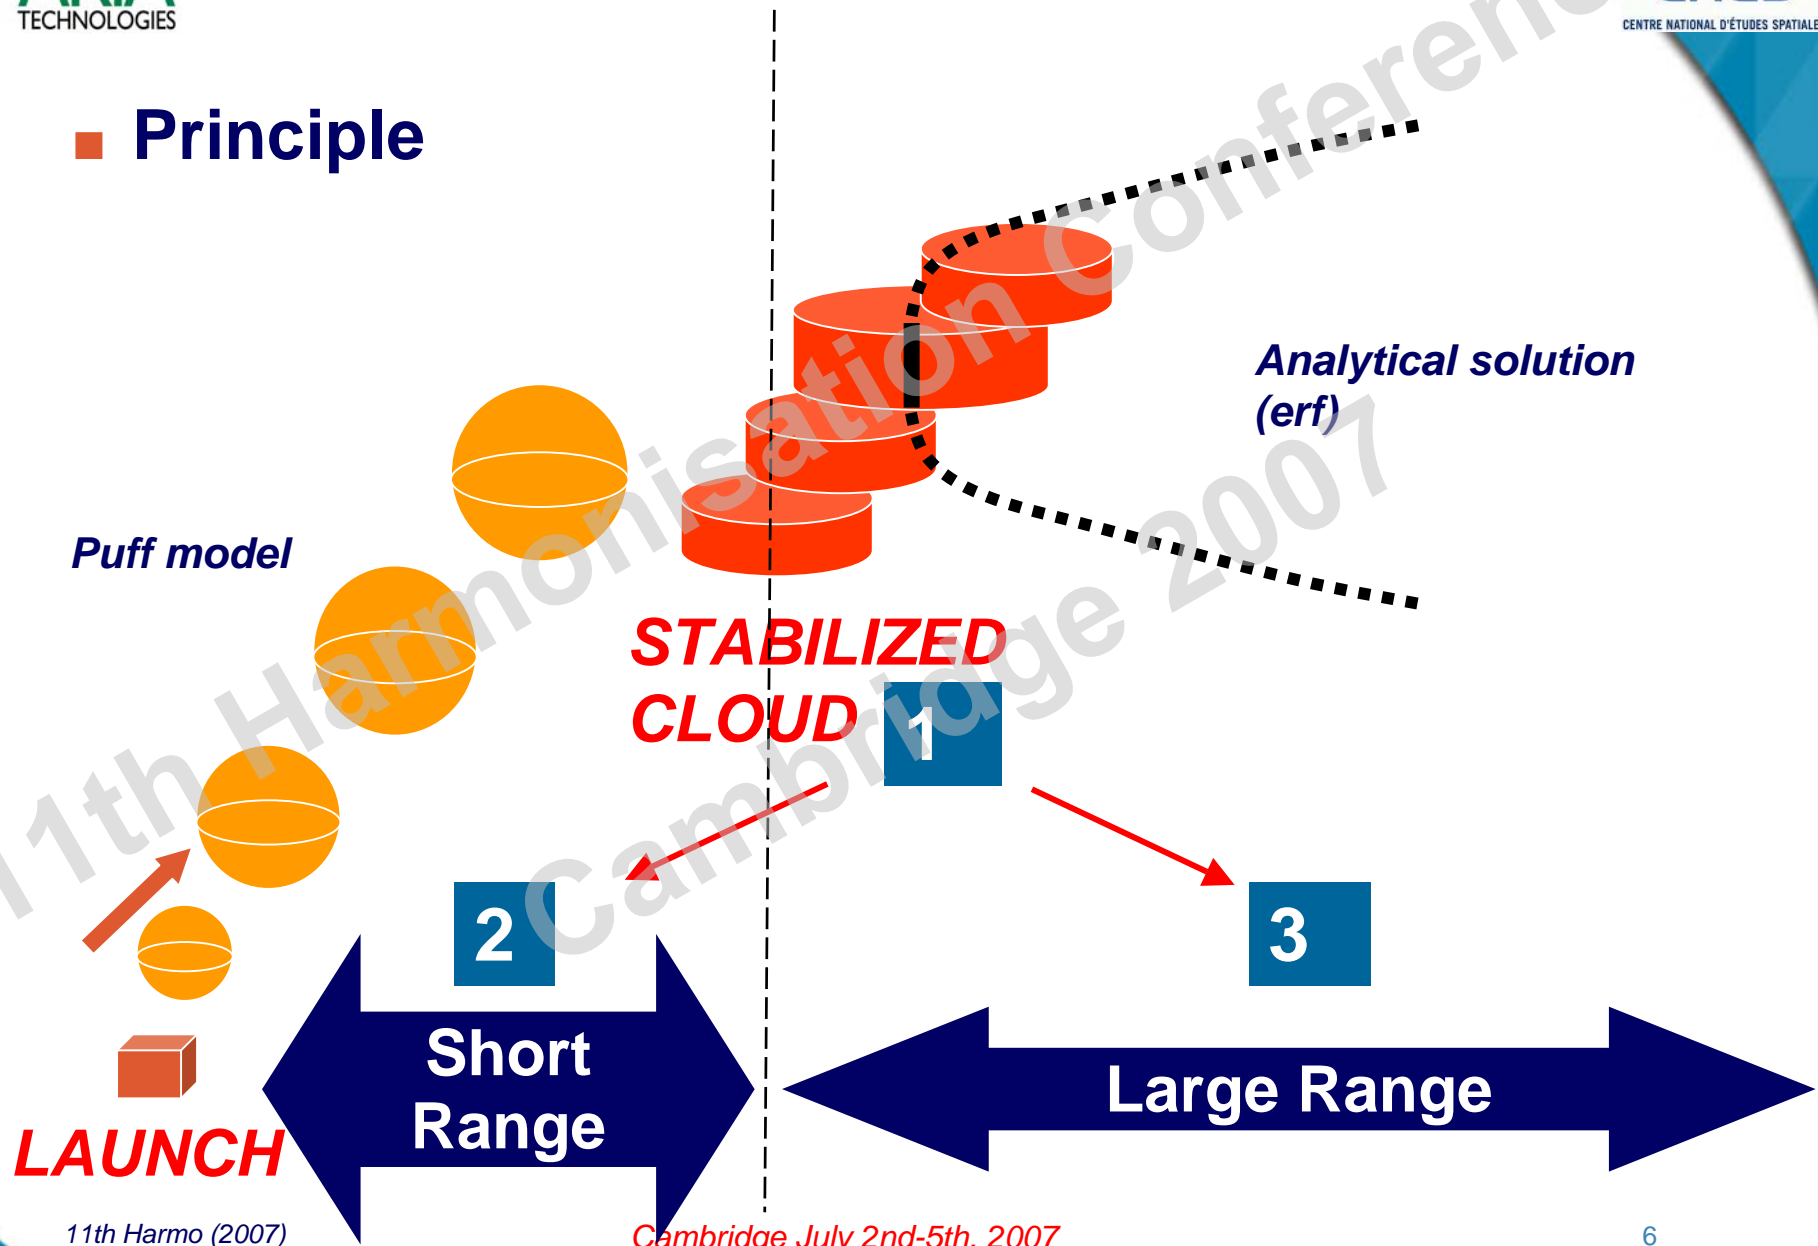 TECHNOLOGIES
CENTRE NATIONAL D'ÉTUDES SPATIALE
Principle
Analytical solution
(erf)
Puff model
STABILIZED
CLOUD
1
2
3
Short
Range
Large Range
LAUNCH
11th Harmonisation Conference
Cambridge 2007
11th Harmo (2007)
Cambridge July 2nd-5th, 2007
6